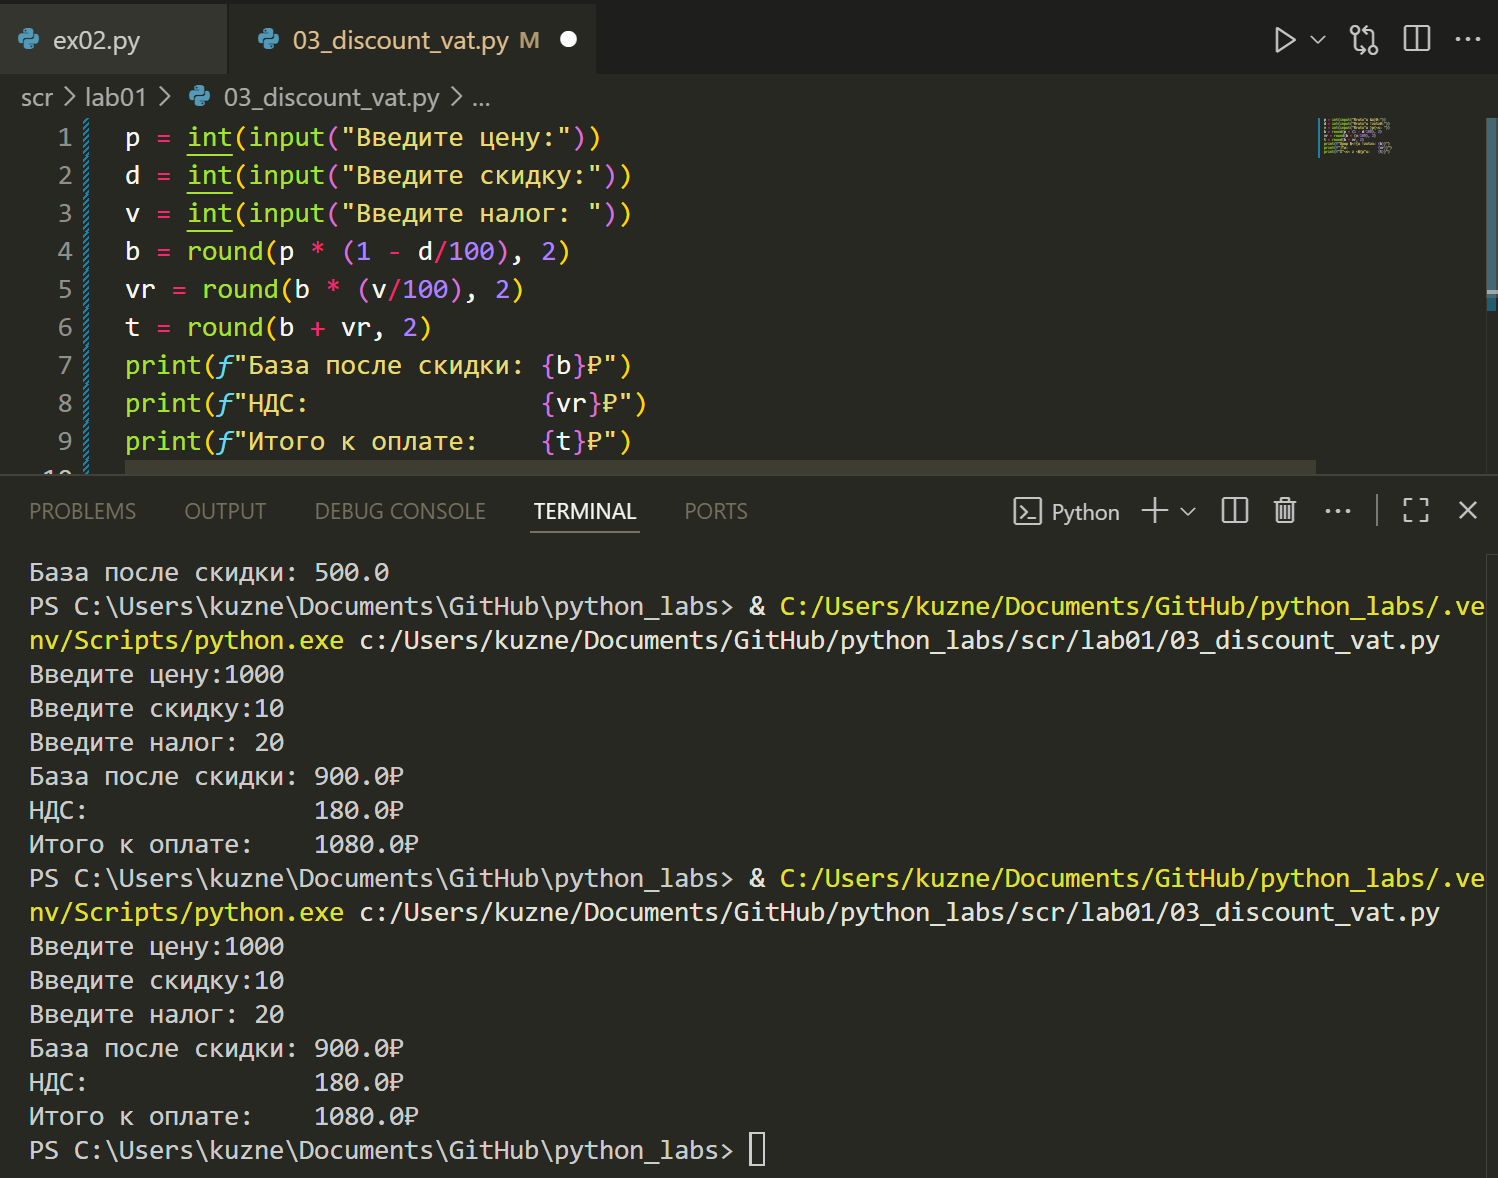 ex02.py
03_discount_vat.py M
scr > lab01 > 03_discount_vat.py > ...
1 p = int(input("Введите цену:"))
2 d = int(input("Введите скидку:"))
3 v = int(input("Введите налог: "))
4 b = round(p * (1 - d/100), 2)
5 vr = round(b * (v/100), 2)
6 t = round(b + vr, 2)
7 print(f"База после скидки: {b}₽")
8 print(f"НДС:               {vr}₽")
9 print(f"Итого к оплате:    {t}₽")
10
PROBLEMS OUTPUT DEBUG CONSOLE TERMINAL PORTS Python
База после скидки: 500.0
PS C:\Users\kuzne\Documents\GitHub\python_labs> & C:/Users/kuzne/Documents/GitHub/python_labs/.ve
nv/Scripts/python.exe c:/Users/kuzne/Documents/GitHub/python_labs/scr/lab01/03_discount_vat.py
Введите цену:1000
Введите скидку:10
Введите налог: 20
База после скидки: 900.0₽
НДС:               180.0₽
Итого к оплате:    1080.0₽
PS C:\Users\kuzne\Documents\GitHub\python_labs> & C:/Users/kuzne/Documents/GitHub/python_labs/.ve
nv/Scripts/python.exe c:/Users/kuzne/Documents/GitHub/python_labs/scr/lab01/03_discount_vat.py
Введите цену:1000
Введите скидку:10
Введите налог: 20
База после скидки: 900.0₽
НДС:               180.0₽
Итого к оплате:    1080.0₽
PS C:\Users\kuzne\Documents\GitHub\python_labs>